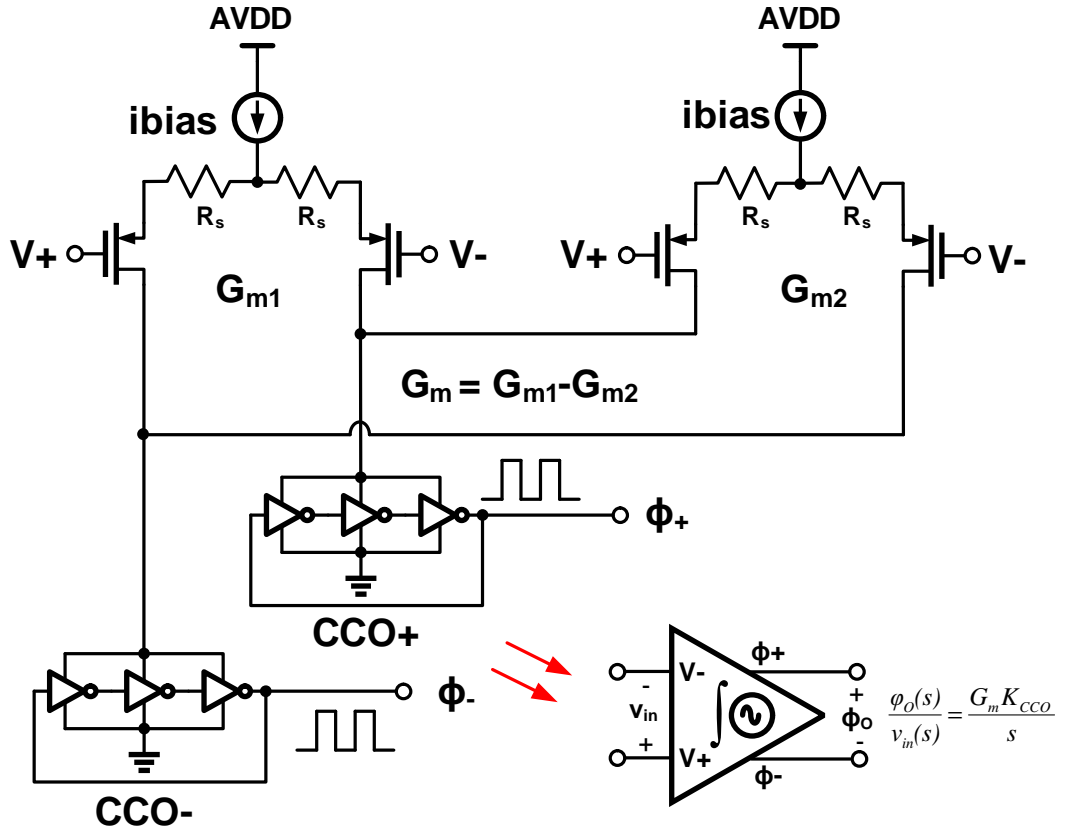 AVDD
AVDD
ibias
ibias
Rs
Rs
Rs
Rs
V+
V-
V+
V-
Gm1
Gm2
Gm = Gm1-Gm2
ϕ+
CCO+
ϕ-
CCO-
V-
ϕ+
-
vin
+
V+
ϕ-
+
ϕO
-
φO(s)/vin(s) = GmKCCO/s